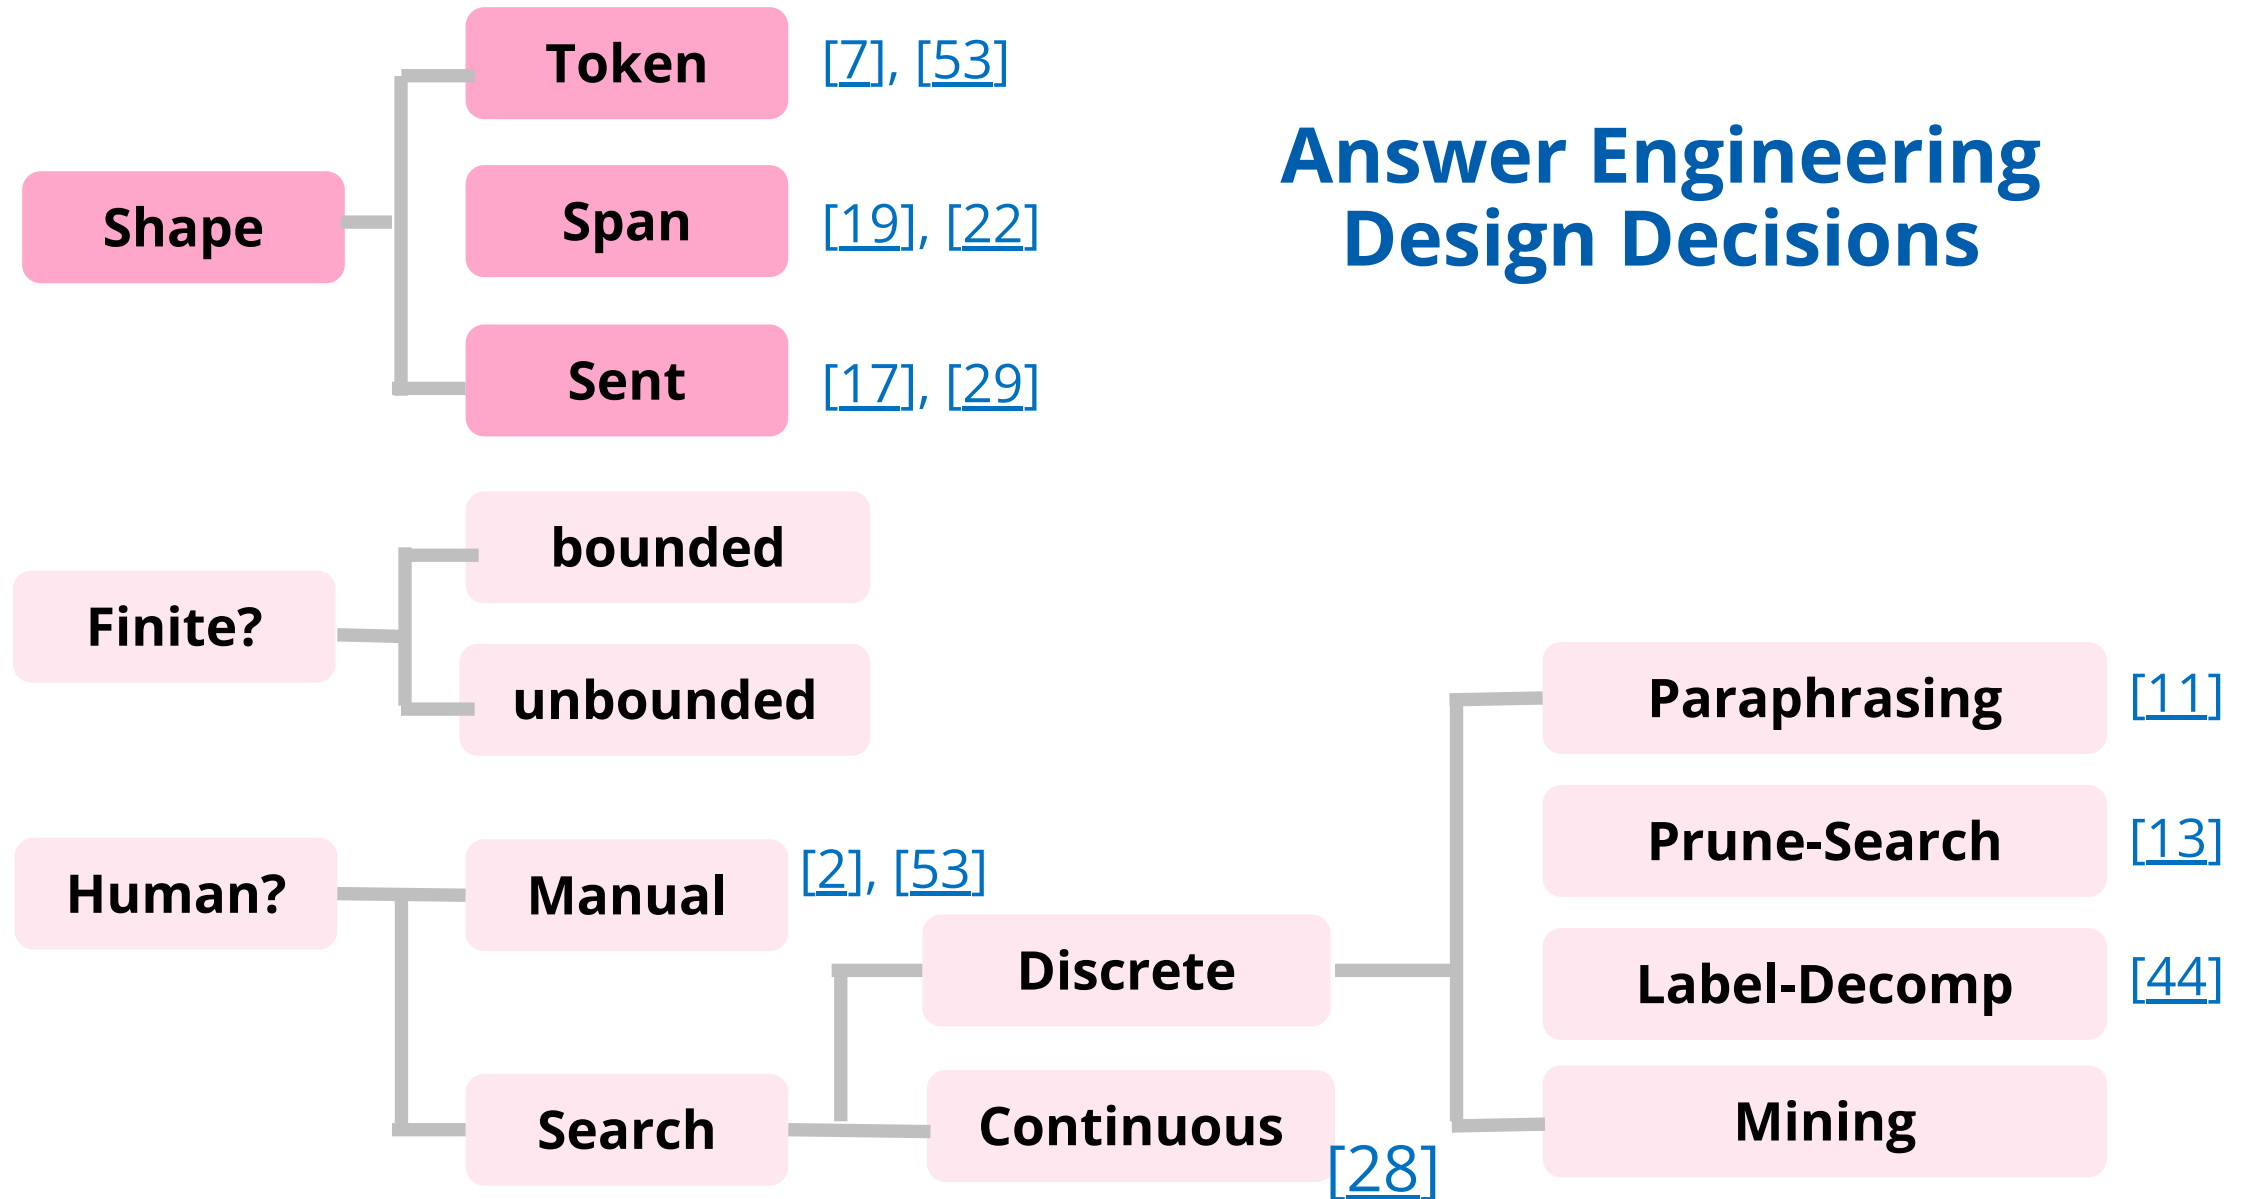 Answer Engineering
Design Decisions
Shape
Token
[7], [53]
Span
[19], [22]
Sent
[17], [29]
Finite?
bounded
unbounded
Human?
Manual
[2], [53]
Search
Discrete
Continuous
[28]
Paraphrasing
[11]
Prune-Search
[13]
Label-Decomp
[44]
Mining